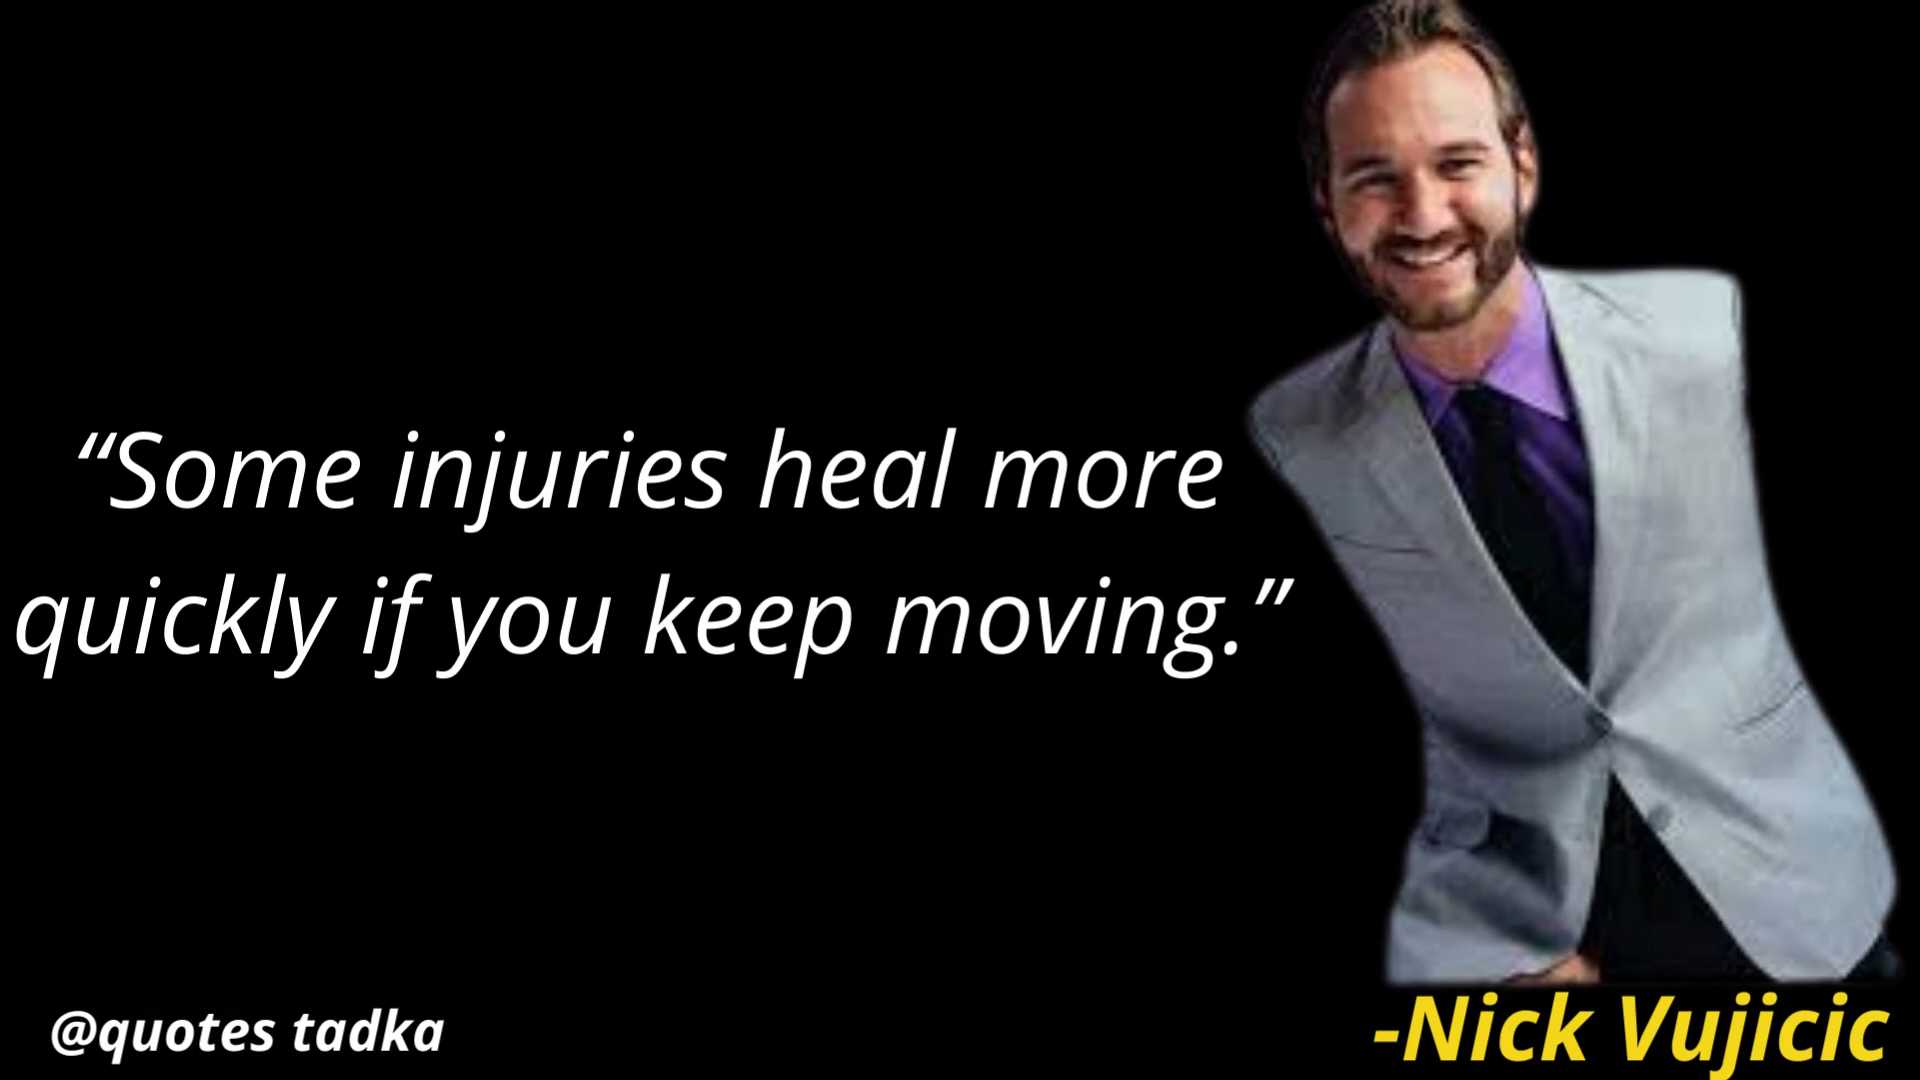 “Some injuries heal more
quickly if you keep moving.”
@quotes tadka
-Nick Vujicic